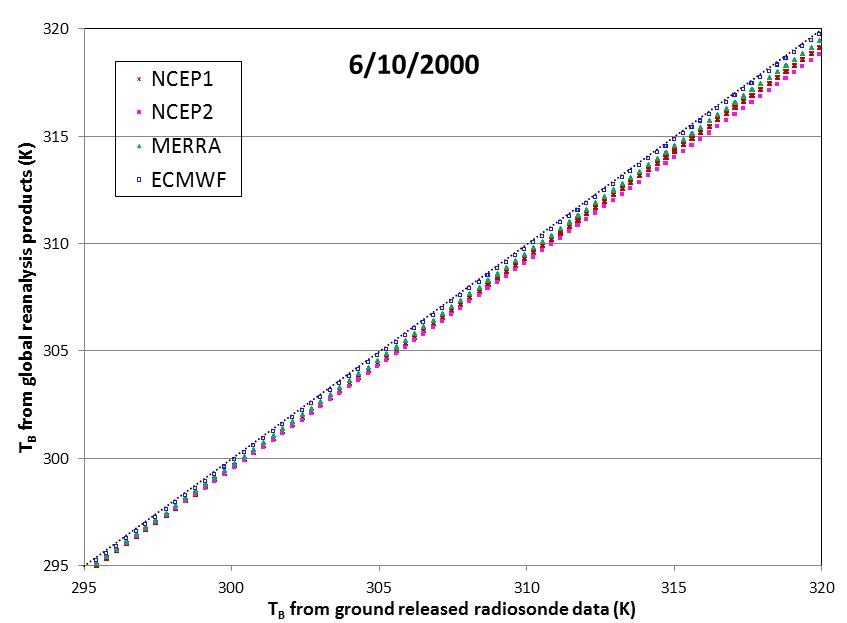 6/10/2000
NCEP1
NCEP2
MERRA
ECMWF
320
315
310
305
300
295
T_B from global reanalysis products (K)
295 300 305 310 315 320
T_B from ground released radiosonde data (K)